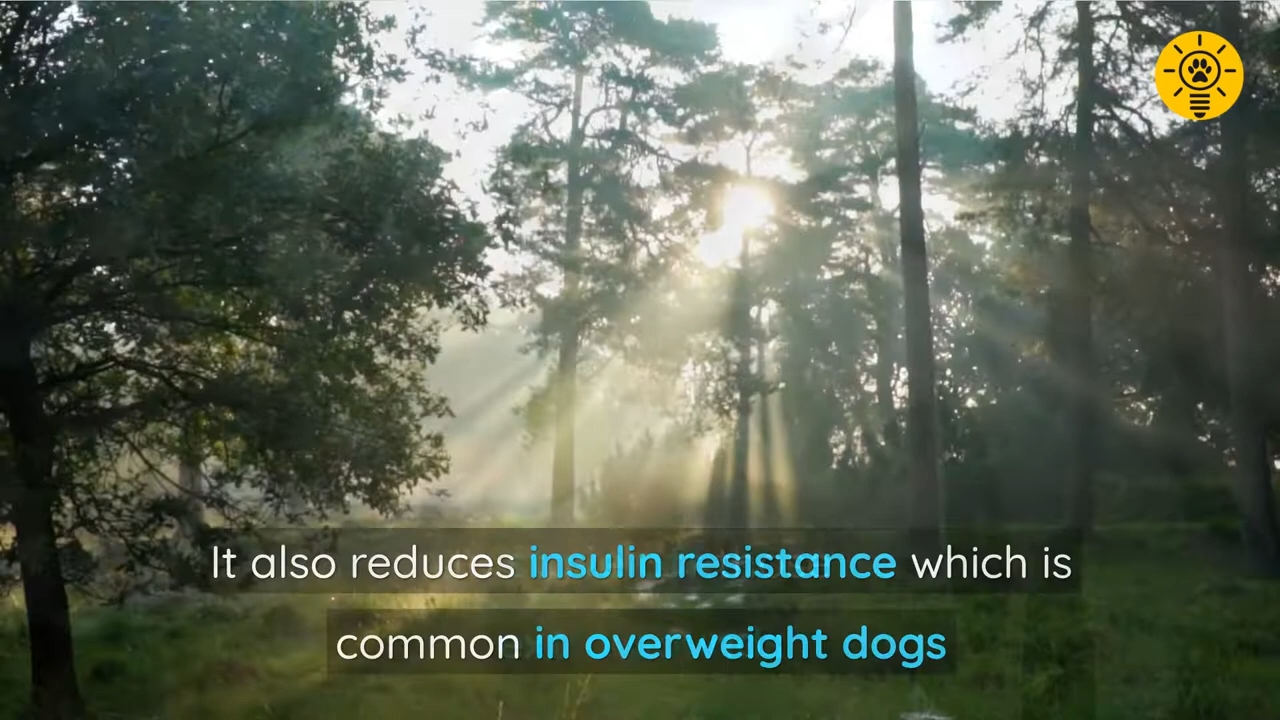 It also reduces insulin resistance which is
common in overweight dogs